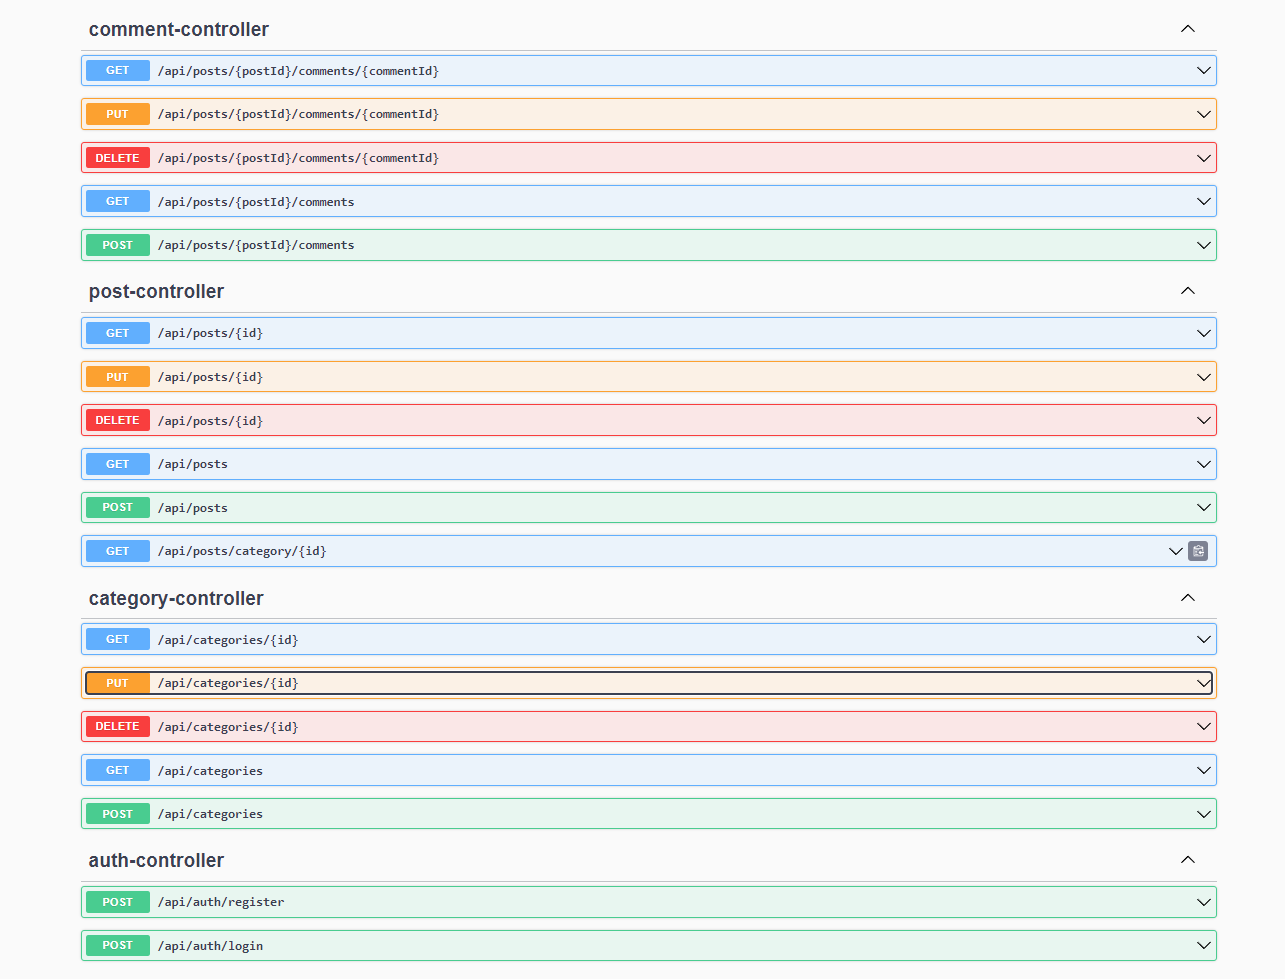 comment-controller
GET /api/posts/{postId}/comments/{commentId}
PUT /api/posts/{postId}/comments/{commentId}
DELETE /api/posts/{postId}/comments/{commentId}
GET /api/posts/{postId}/comments
POST /api/posts/{postId}/comments
post-controller
GET /api/posts/{id}
PUT /api/posts/{id}
DELETE /api/posts/{id}
GET /api/posts
POST /api/posts
GET /api/posts/category/{id}
category-controller
GET /api/categories/{id}
PUT /api/categories/{id}
DELETE /api/categories/{id}
GET /api/categories
POST /api/categories
auth-controller
POST /api/auth/register
POST /api/auth/login